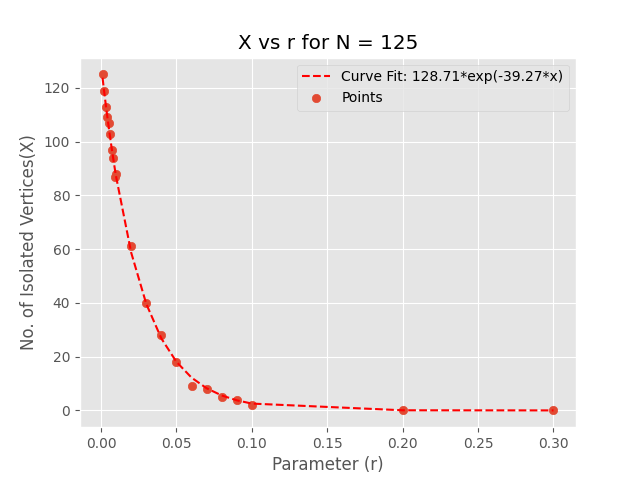 X vs r for N = 125
Curve Fit: 128.71*exp(-39.27*x)
Points
No. of Isolated Vertices(X)
120
100
80
60
40
20
0
0.00 0.05 0.10 0.15 0.20 0.25 0.30
Parameter (r)